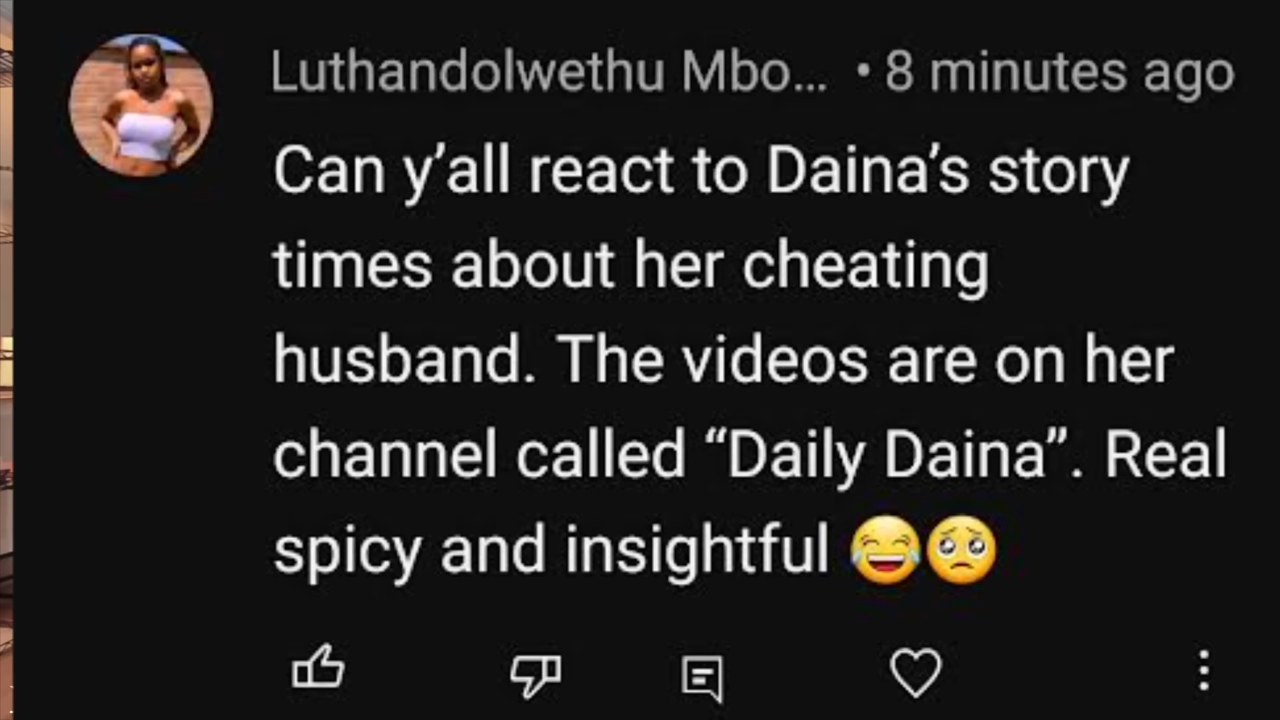 Luthandolwethu Mbo... • 8 minutes ago
Can y’all react to Daina’s story
times about her cheating
husband. The videos are on her
channel called “Daily Daina”. Real
spicy and insightful 😂🥺